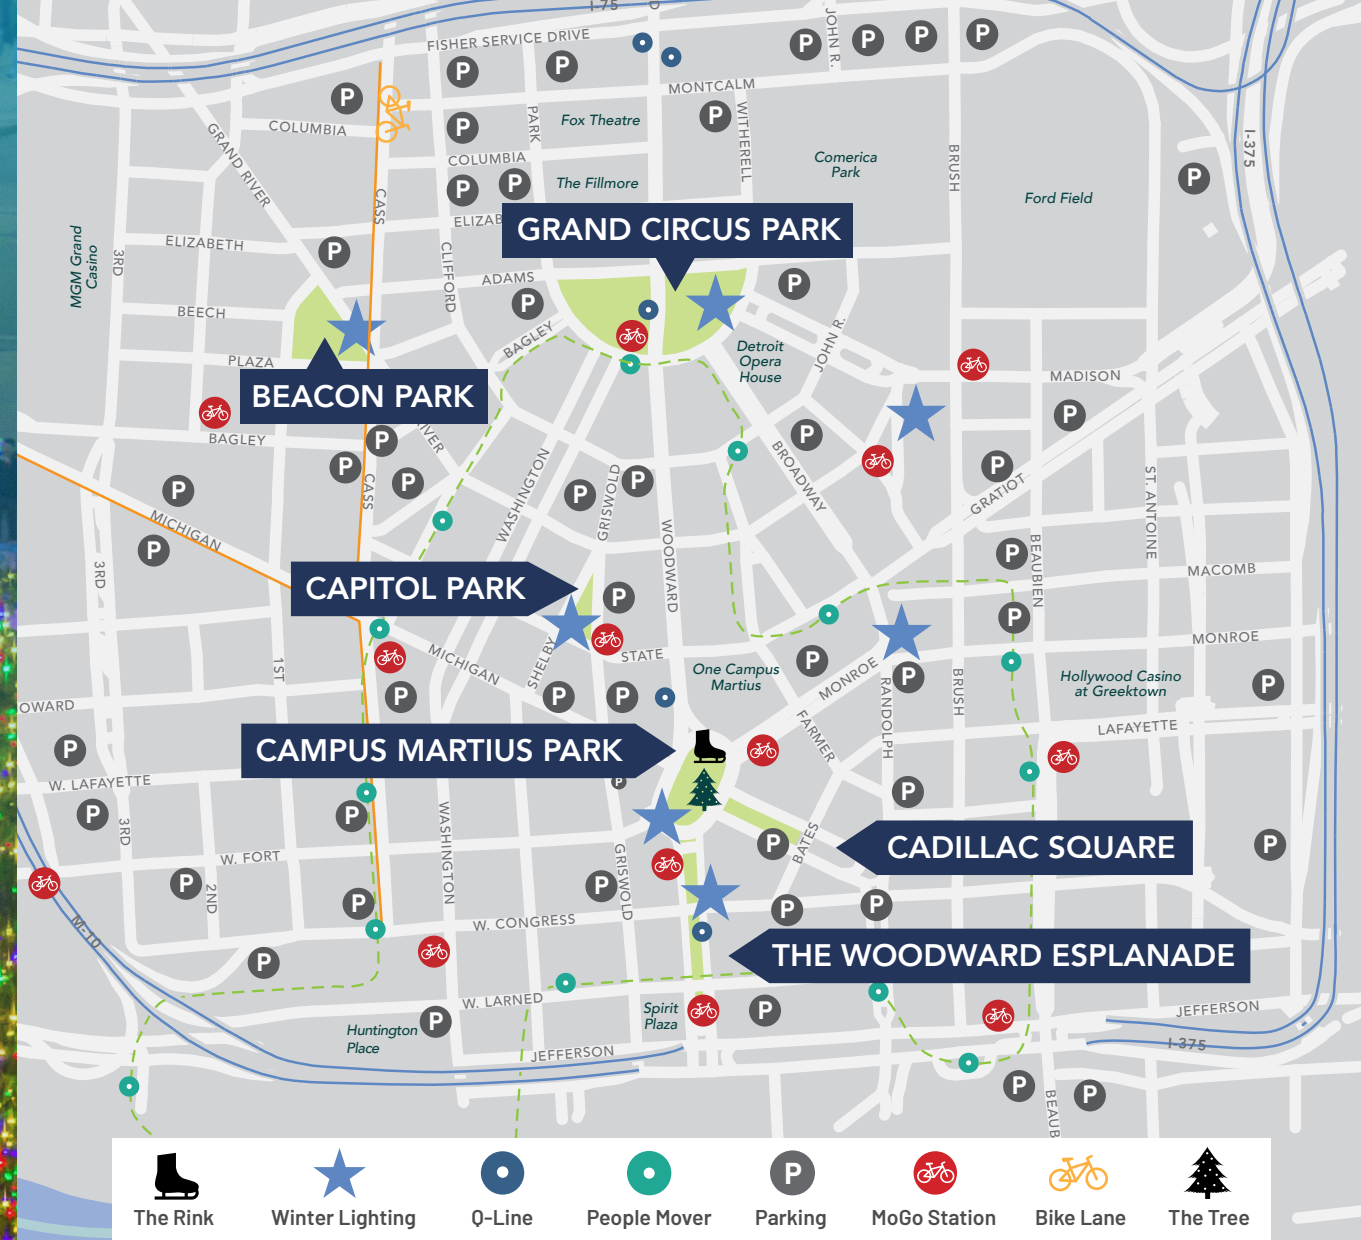 I-75
D
JOHN R.
FISHER SERVICE DRIVE
P
P
P
P
P
P
P
MONTCALM
P
COLUMBIA
PARK
Fox Theatre
P
WITHERELL
GRAND RIVER
P
I-375
COLUMBIA
Comerica
Park
BRUSH
P
P
The Fillmore
P
CASS
Ford Field
ELIZAB
GRAND CIRCUS PARK
ELIZABETH
P
MGM Grand
Casino
3RD
CLIFFORD
ADAMS
P
P
BEECH
BAGLEY
JOHN R.
Detroit
Opera
House
PLAZA
MADISON
BEACON PARK
P
BAGLEY
P
IVER
P
P
P
CASS
P
P
WASHINGTON
P
GRISWOLD
P
BROADWAY
P
GRATIOT
ST. ANTOINE
MICHIGAN
P
WOODWARD
P
BEAUBIEN
3RD
CAPITOL PARK
P
MACOMB
P
MONROE
1ST
MICHIGAN
SHELBY
STATE
One Campus
Martius
P
MONROE
P
RANDOLPH
BRUSH
Hollywood Casino
at Greektown
P
P
P
P
OWARD
FARMER
LAFAYETTE
CAMPUS MARTIUS PARK
P
P
W. LAFAYETTE
P
P
3RD
P
WASHINGTON
P
BATES
CADILLAC SQUARE
P
W. FORT
GRISWOLD
P
2ND
P
P
P
P
W. CONGRESS
M-10
P
THE WOODWARD ESPLANADE
W. LARNED
Spirit
Plaza
P
JEFFERSON
Huntington
Place
P
JEFFERSON
I-375
P
P
BEAUB
P
The Rink
Winter Lighting
Q-Line
People Mover
Parking
MoGo Station
Bike Lane
The Tree